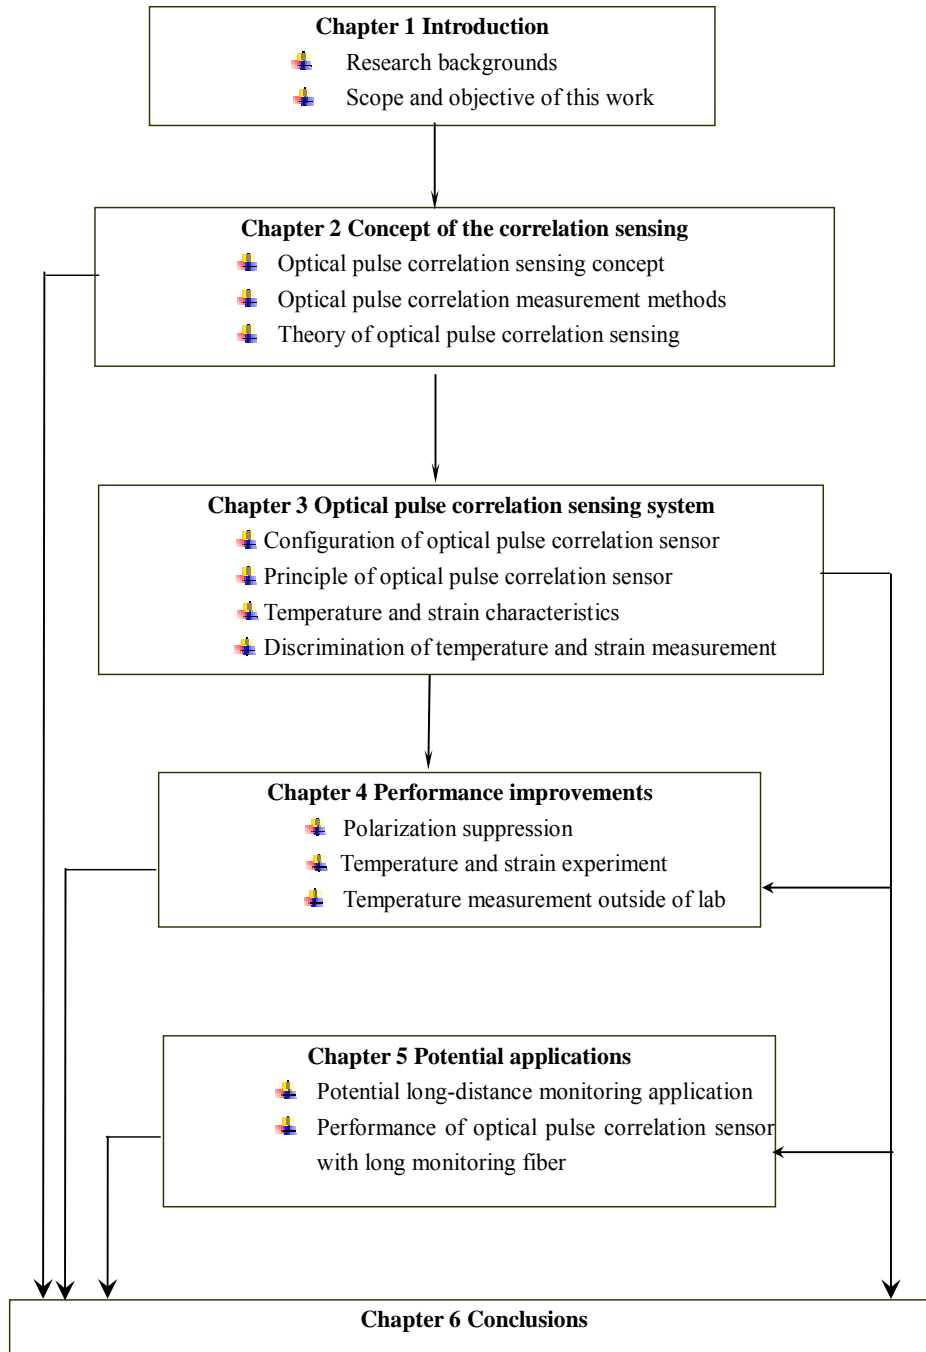 Chapter 1 Introduction
Research backgrounds
Scope and objective of this work
Chapter 2 Concept of the correlation sensing
Optical pulse correlation sensing concept
Optical pulse correlation measurement methods
Theory of optical pulse correlation sensing
Chapter 3 Optical pulse correlation sensing system
Configuration of optical pulse correlation sensor
Principle of optical pulse correlation sensor
Temperature and strain characteristics
Discrimination of temperature and strain measurement
Chapter 4 Performance improvements
Polarization suppression
Temperature and strain experiment
Temperature measurement outside of lab
Chapter 5 Potential applications
Potential long-distance monitoring application
Performance of optical pulse correlation sensor
with long monitoring fiber
Chapter 6 Conclusions